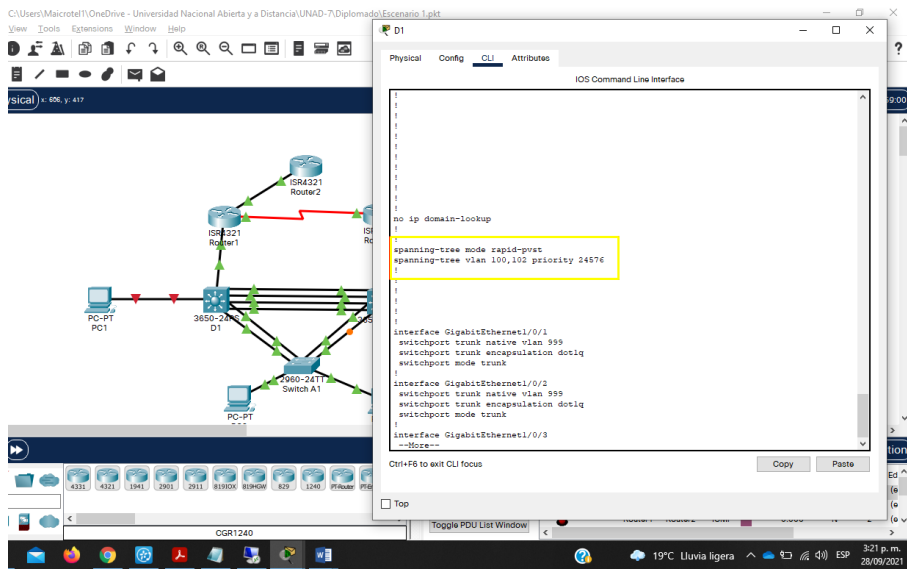 C:\Users\Maicrotel1\OneDrive - Universidad Nacional Abierta y a Distancia\UNAD-7\Diplomado\Escenario 1.pkt
View Tools Extensions Window Help
?
x: 606, y: 417
D1
Physical Config CLI Attributes
IOS Command Line Interface
!
!
!
!
!
!
!
!
!
!
!
!
no ip domain-lookup
!
!
spanning-tree mode rapid-pvst
spanning-tree vlan 100,102 priority 24576
!
!
!
!
!
!
interface GigabitEthernet1/0/1
switchport trunk native vlan 999
switchport trunk encapsulation dot1q
switchport mode trunk
!
interface GigabitEthernet1/0/2
switchport trunk native vlan 999
switchport trunk encapsulation dot1q
switchport mode trunk
!
interface GigabitEthernet1/0/3
--More--
Ctrl+F6 to exit CLI focus
Copy Paste
Top
ISR4321
Router2
ISR4321
Router1
PC-PT
PC1
3650-24PS
D1
2960-24TT
Switch A1
PC-PT
4331 4321 1941 2901 2911 819IOX 819HGW 829 1240 PT-Router
CGR1240
Toggle PDU List Window
19°C Lluvia ligera ESP
3:21 p. m.
28/09/2021